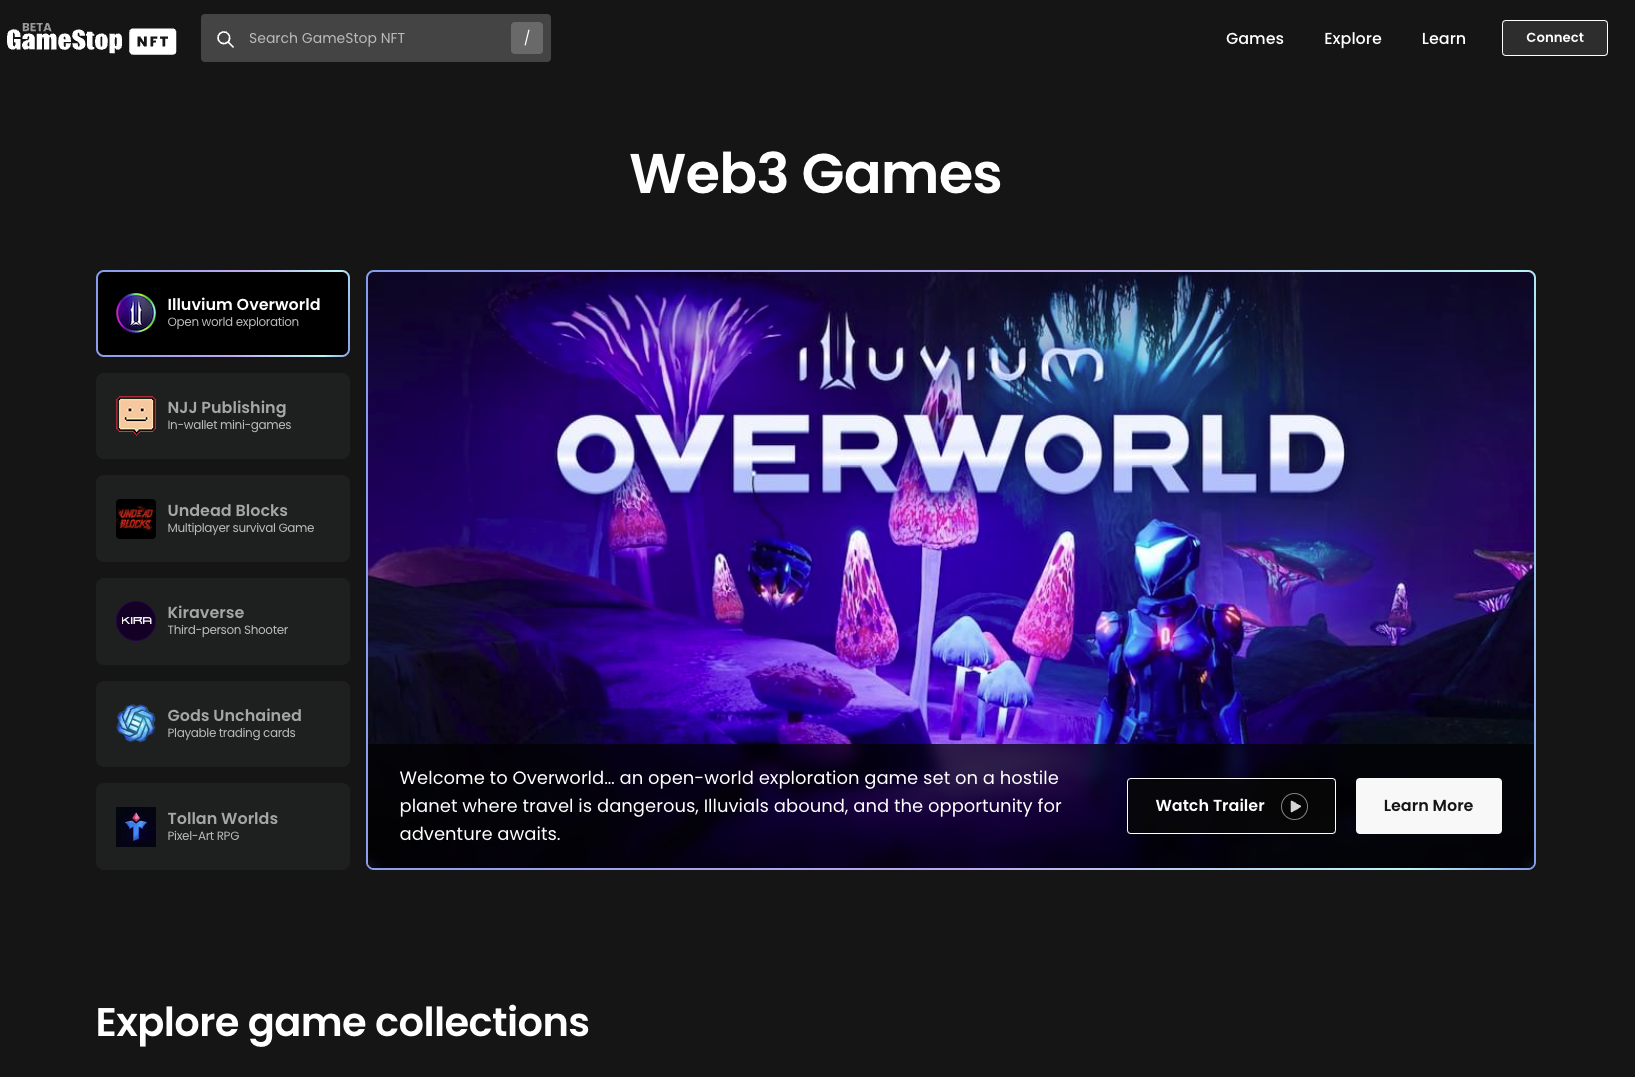 BETA
GameStop NFT
Search GameStop NFT
/
Games
Explore
Learn
Connect
Web3 Games
Illuvium Overworld
Open world exploration
NJJ Publishing
In-wallet mini-games
UNDEAD
BLOCKS
Undead Blocks
Multiplayer survival Game
KIRA
Kiraverse
Third-person Shooter
Gods Unchained
Playable trading cards
Tollan Worlds
Pixel-Art RPG
illuvium
OVERWORLD
Welcome to Overworld... an open-world exploration game set on a hostile
planet where travel is dangerous, Illuvials abound, and the opportunity for
adventure awaits.
Watch Trailer
Learn More
Explore game collections